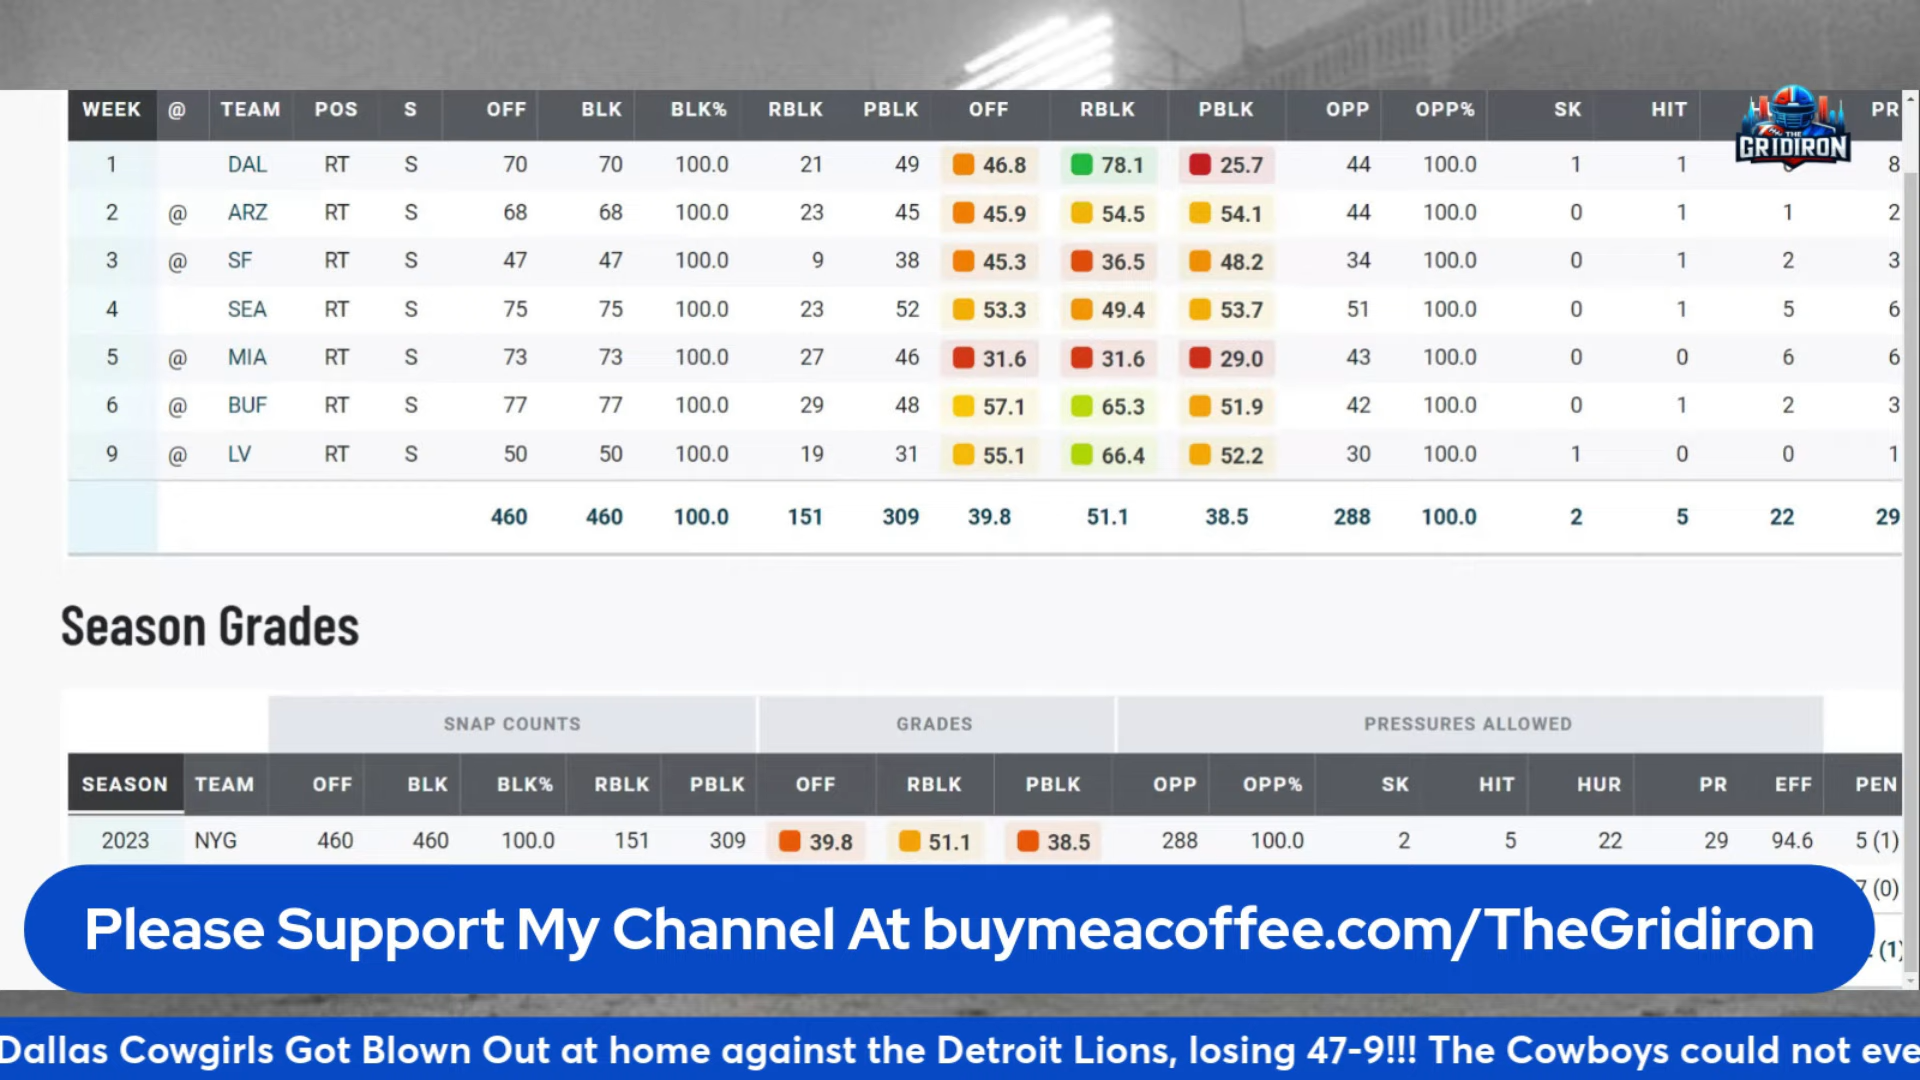 WEEK @ TEAM POS S OFF BLK BLK% RBLK PBLK OFF RBLK PBLK OPP OPP% SK HIT PR
THE
GRIDIRON
1 DAL RT S 70 70 100.0 21 49 46.8 78.1 25.7 44 100.0 1 1 8
2 @ ARZ RT S 68 68 100.0 23 45 45.9 54.5 54.1 44 100.0 0 1 1 2
3 @ SF RT S 47 47 100.0 9 38 45.3 36.5 48.2 34 100.0 0 1 2 3
4 SEA RT S 75 75 100.0 23 52 53.3 49.4 53.7 51 100.0 0 1 5 6
5 @ MIA RT S 73 73 100.0 27 46 31.6 31.6 29.0 43 100.0 0 0 6 6
6 @ BUF RT S 77 77 100.0 29 48 57.1 65.3 51.9 42 100.0 0 1 2 3
9 @ LV RT S 50 50 100.0 19 31 55.1 66.4 52.2 30 100.0 1 0 0 1
460 460 100.0 151 309 39.8 51.1 38.5 288 100.0 2 5 22 29
Season Grades
SNAP COUNTS GRADES PRESSURES ALLOWED
SEASON TEAM OFF BLK BLK% RBLK PBLK OFF RBLK PBLK OPP OPP% SK HIT HUR PR EFF PEN
2023 NYG 460 460 100.0 151 309 39.8 51.1 38.5 288 100.0 2 5 22 29 94.6 5 (1)
7 (0)
(1)
Please Support My Channel At buymeacoffee.com/TheGridiron
Dallas Cowgirls Got Blown Out at home against the Detroit Lions, losing 47-9!!! The Cowboys could not eve